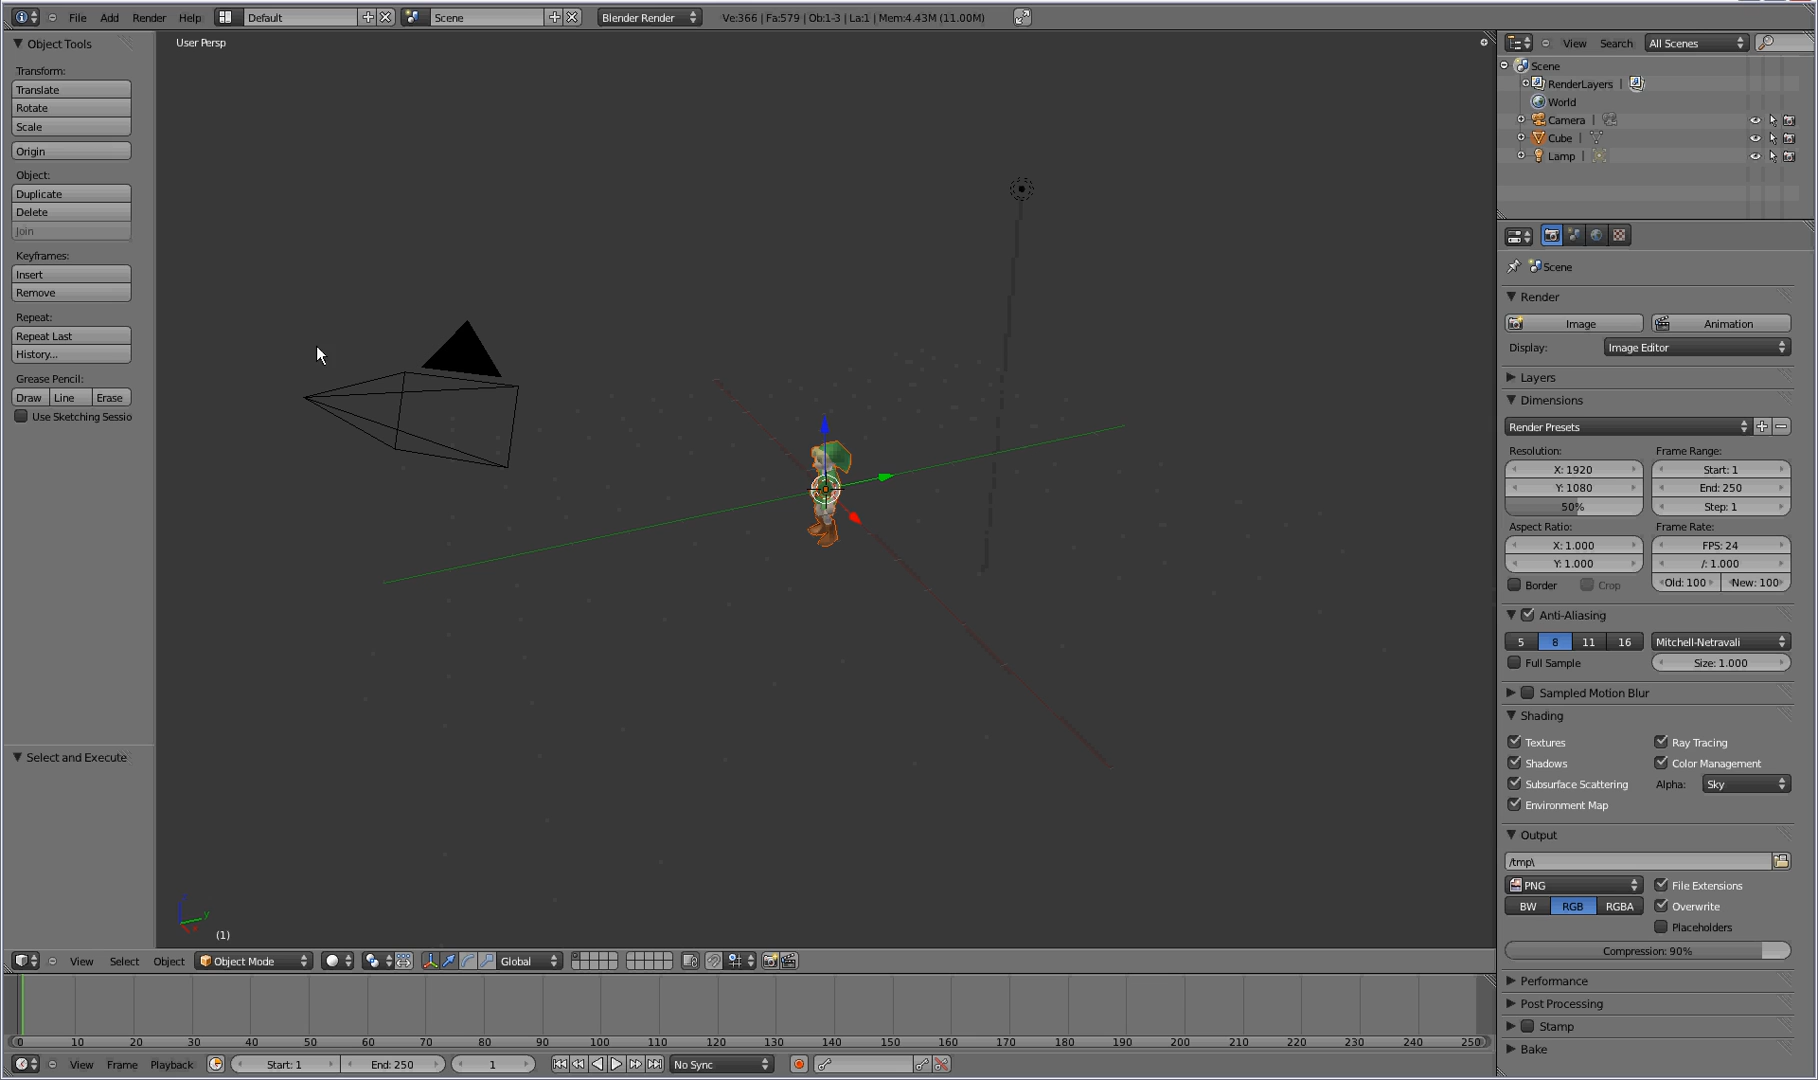 File Add Render Help Default Scene Blender Render Ve:366 | Fa:579 | Ob:1-3 | La:1 | Mem:4.43M (11.00M)
Object Tools
Transform:
Translate
Rotate
Scale
Origin
Object:
Duplicate
Delete
Join
Keyframes:
Insert
Remove
Repeat:
Repeat Last
History...
Grease Pencil:
Draw Line Erase
Use Sketching Sessio
Select and Execute
User Persp
y
(1)
View Select Object Object Mode Global
0 10 20 30 40 50 60 70 80 90 100 110 120 130 140 150 160 170 180 190 200 210 220 230 240 250
View Frame Playback Start: 1 End: 250 1 No Sync
View Search All Scenes
Scene
RenderLayers |
World
Camera |
Cube |
Lamp |
Scene
Render
Image Animation
Display: Image Editor
Layers
Dimensions
Render Presets
Resolution: Frame Range:
X: 1920 Start: 1
Y: 1080 End: 250
50% Step: 1
Aspect Ratio: Frame Rate:
X: 1.000 FPS: 24
Y: 1.000 /: 1.000
Border Crop Old: 100 New: 100
Anti-Aliasing
5 8 11 16 Mitchell-Netravali
Full Sample Size: 1.000
Sampled Motion Blur
Shading
Textures Ray Tracing
Shadows Color Management
Subsurface Scattering Alpha: Sky
Environment Map
Output
/tmp\
PNG File Extensions
BW RGB RGBA Overwrite
Placeholders
Compression: 90%
Performance
Post Processing
Stamp
Bake